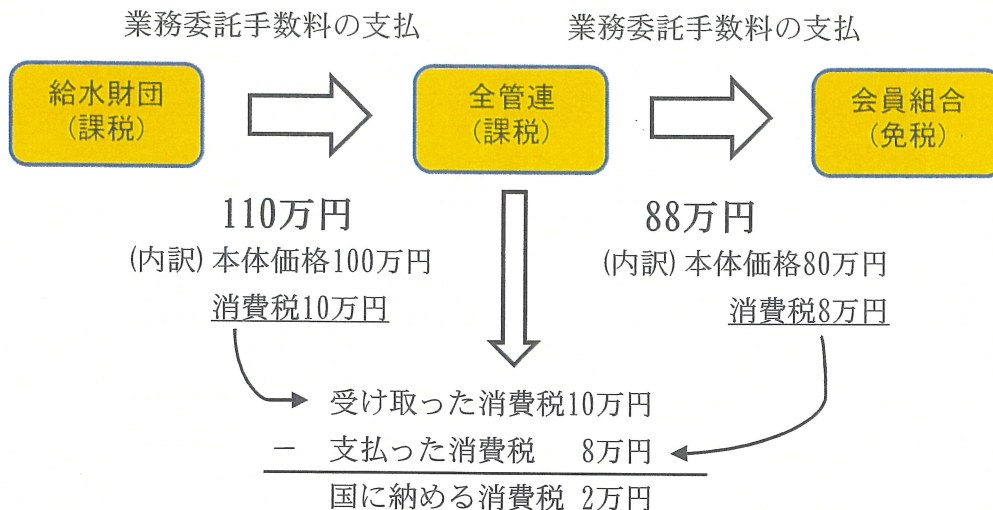 業務委託手数料の支払
業務委託手数料の支払
給水財団
(課税)
全管連
(課税)
会員組合
(免税)
110万円
(内訳)本体価格100万円
消費税10万円
88万円
(内訳)本体価格80万円
消費税8万円
受け取った消費税10万円
− 支払った消費税 8万円
国に納める消費税 2万円